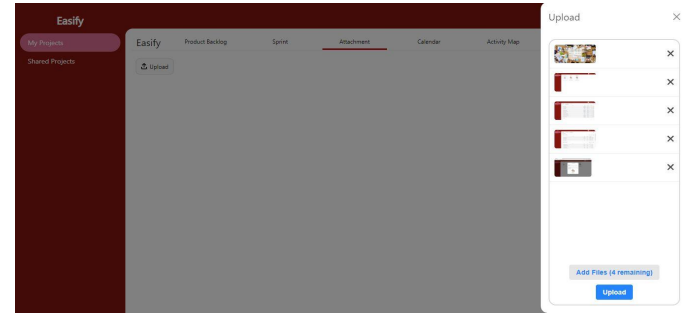 Easify
My Projects
Shared Projects
Easify
Product Backlog
Sprint
Attachment
Calendar
Activity Map
Upload
Upload
Add Files (4 remaining)
Upload